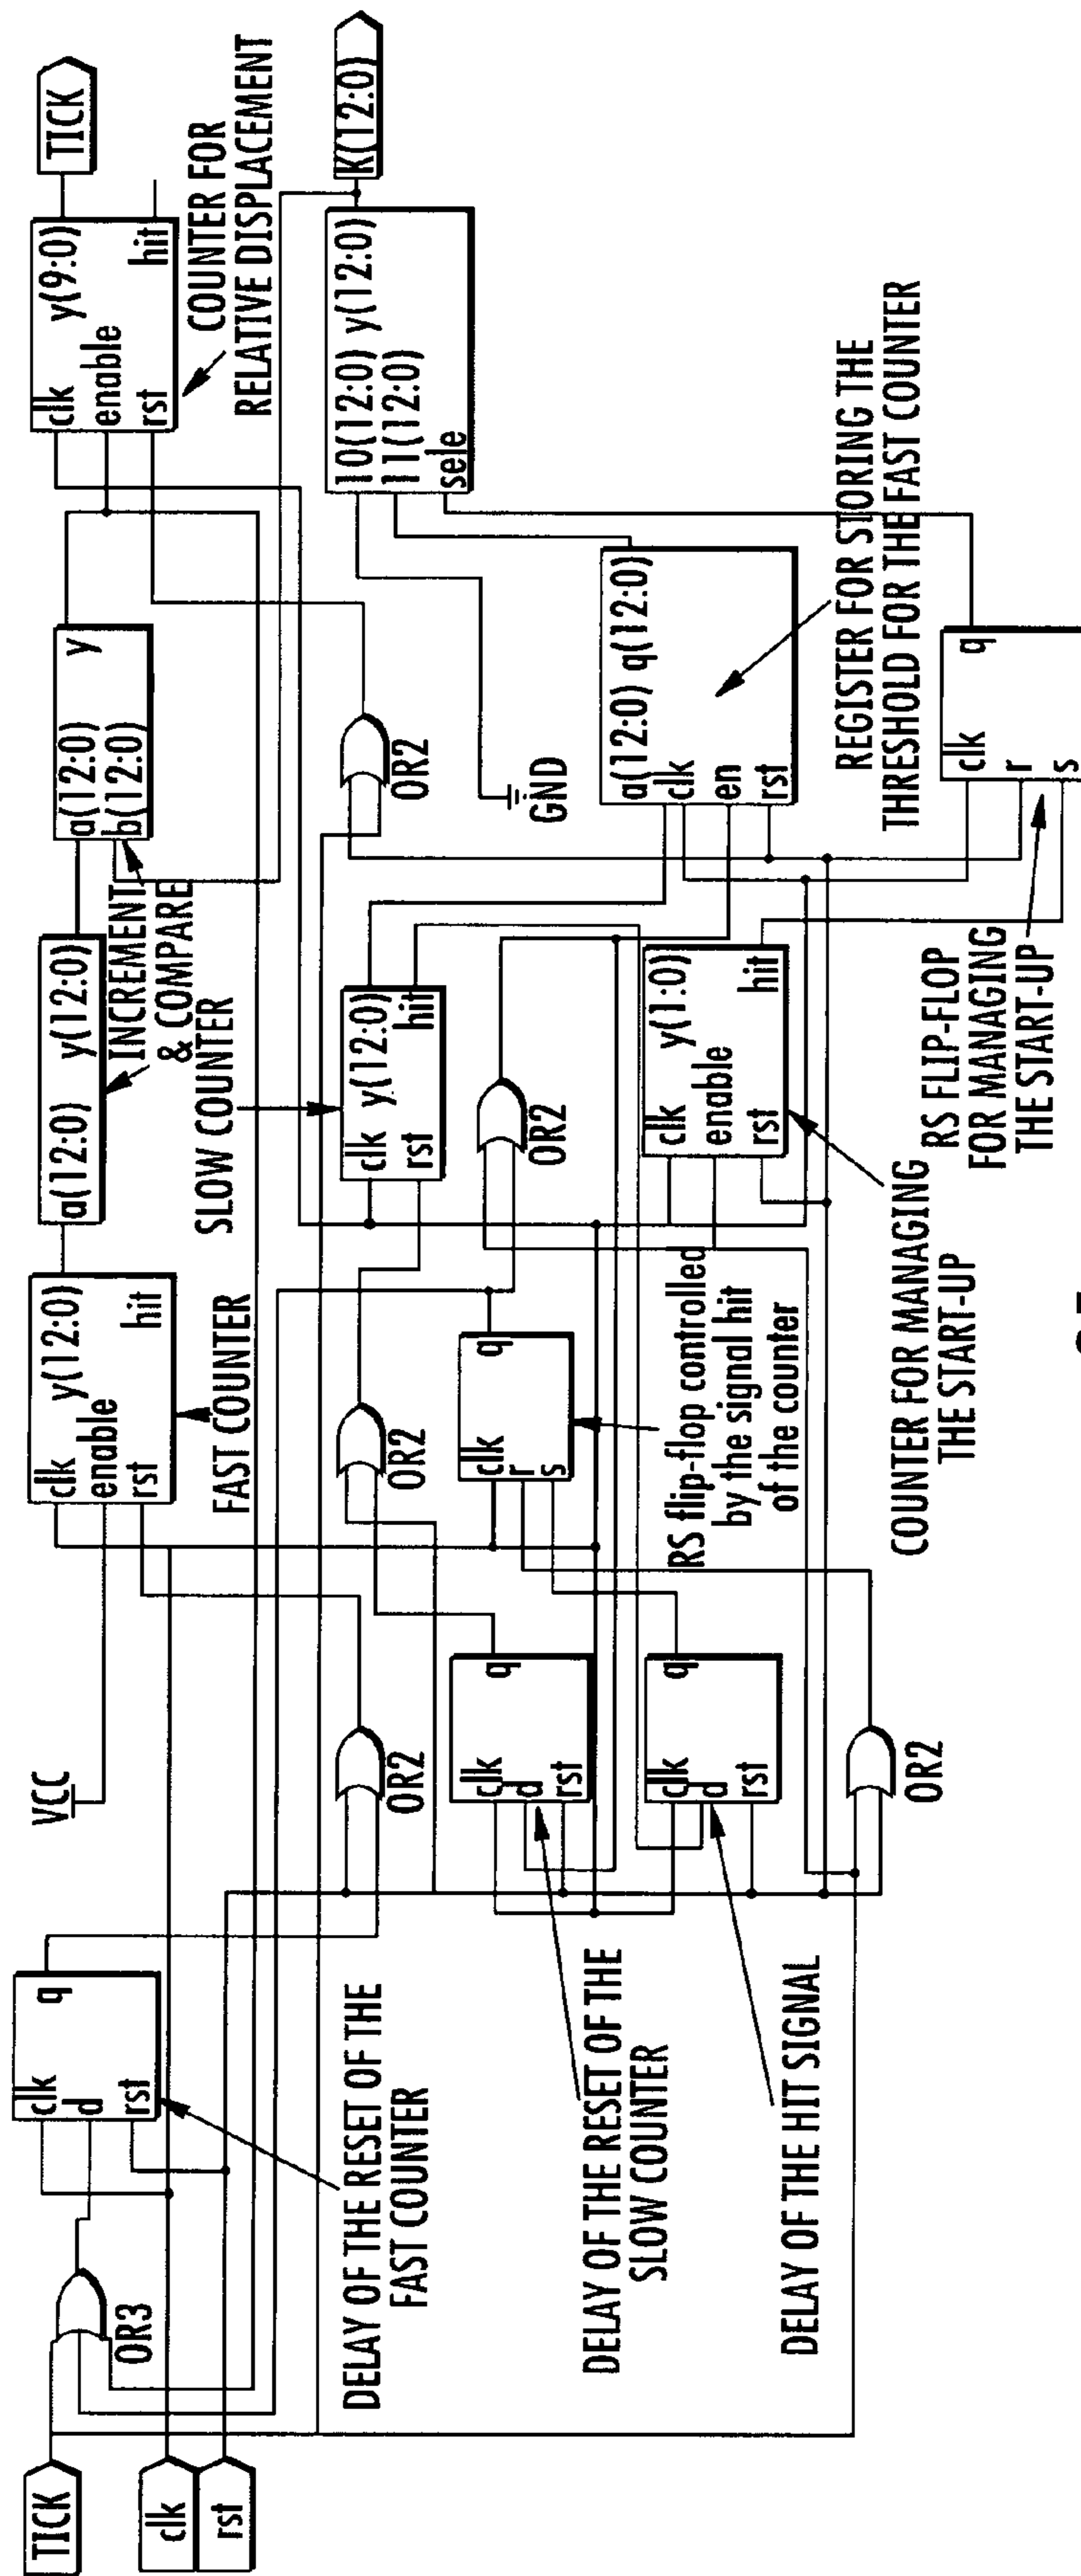 TICK
clk
rst
OR3
clk
d
rst
q
DELAY OF THE RESET OF THE
FAST COUNTER
VCC
OR2
clk
enable
rst
y(12:0)
hit
FAST COUNTER
a(12:0) y(12:0)
INCREMENT
& COMPARE
a(12:0)
b(12:0)
y
clk
enable
rst
y(9:0)
hit
TICK
COUNTER FOR
RELATIVE DISPLACEMENT
clk
d
rst
q
DELAY OF THE RESET OF THE
SLOW COUNTER
clk
d
rst
q
DELAY OF THE HIT SIGNAL
OR2
OR2
clk
r
s
q
RS flip-flop controlled
by the signal hit
of the counter
SLOW COUNTER
clk
rst
y(12:0)
hit
OR2
OR2
GND
clk
enable
rst
y(1:0)
hit
COUNTER FOR MANAGING
THE START-UP
a(12:0) q(12:0)
clk
en
rst
REGISTER FOR STORING THE
THRESHOLD FOR THE FAST COUNTER
10(12:0) y(12:0)
11(12:0)
sele
K(12:0)
clk
r
s
q
RS FLIP-FLOP
FOR MANAGING
THE START-UP